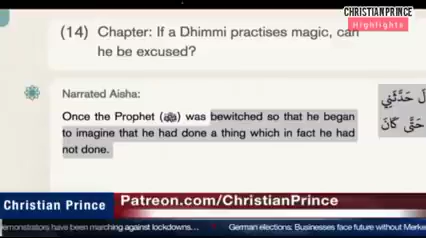 CHRISTIANPRINCE
Highlights
(14) Chapter: If a Dhimmi practises magic, can
he be excused?
Narrated Aisha:
Once the Prophet (ﷺ) was bewitched so that he began
to imagine that he had done a thing which in fact he had
not done.
حَدَّثَنِي
حَتَّى كَانَ
Christian Prince
Patreon.com/ChristianPrince
demonstrators have been marching against lockdowns...
German elections: Businesses face future without Merke